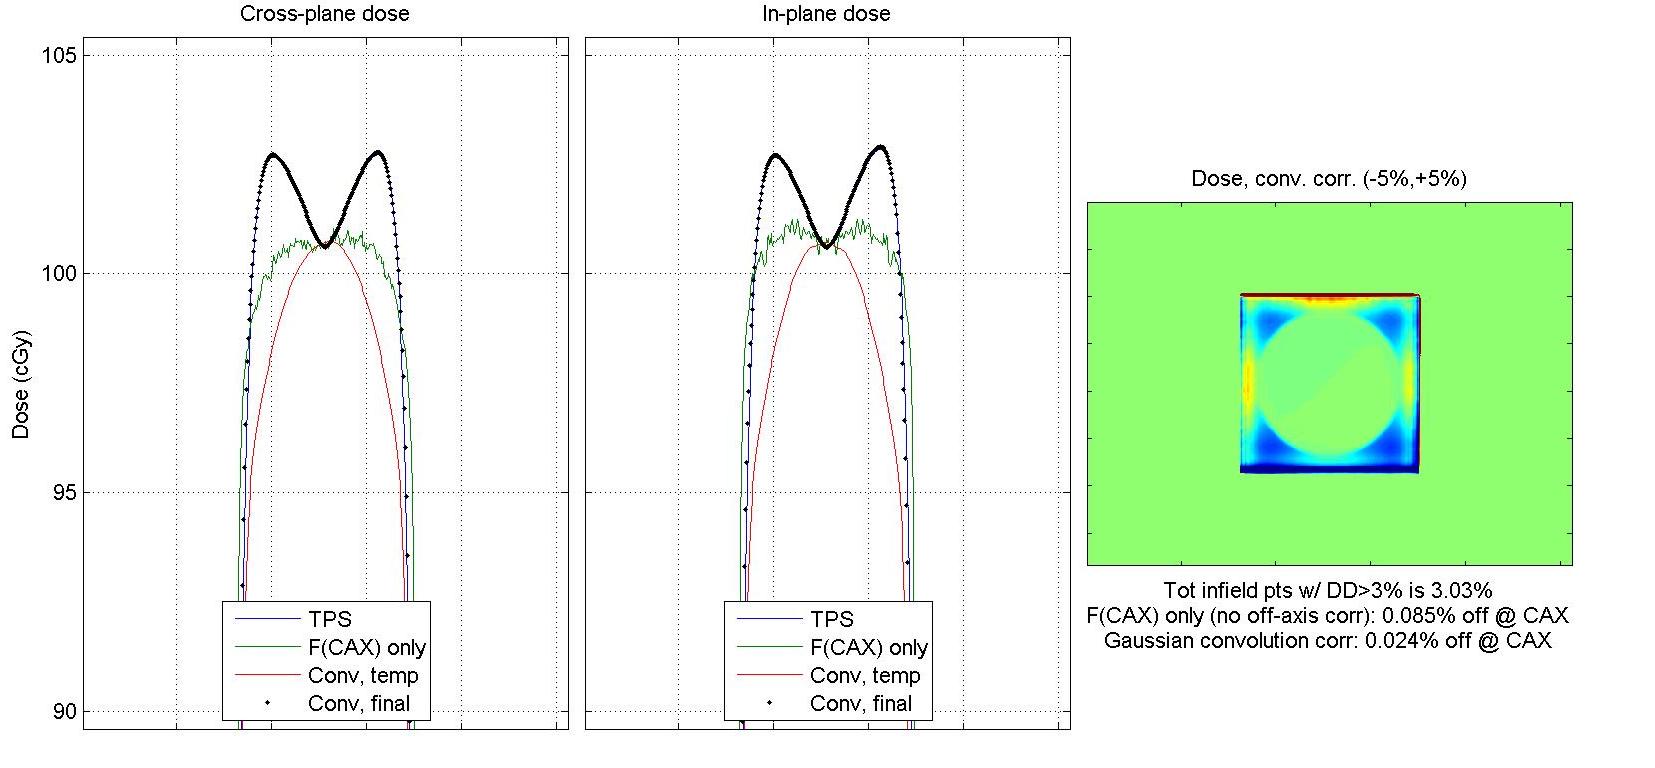 Cross-plane dose
In-plane dose
105
100
95
90
Dose (cGy)
TPS
F(CAX) only
Conv, temp
Conv, final
TPS
F(CAX) only
Conv, temp
Conv, final
Dose, conv. corr. (-5%,+5%)
Tot infield pts w/ DD>3% is 3.03%
F(CAX) only (no off-axis corr): 0.085% off @ CAX
Gaussian convolution corr: 0.024% off @ CAX